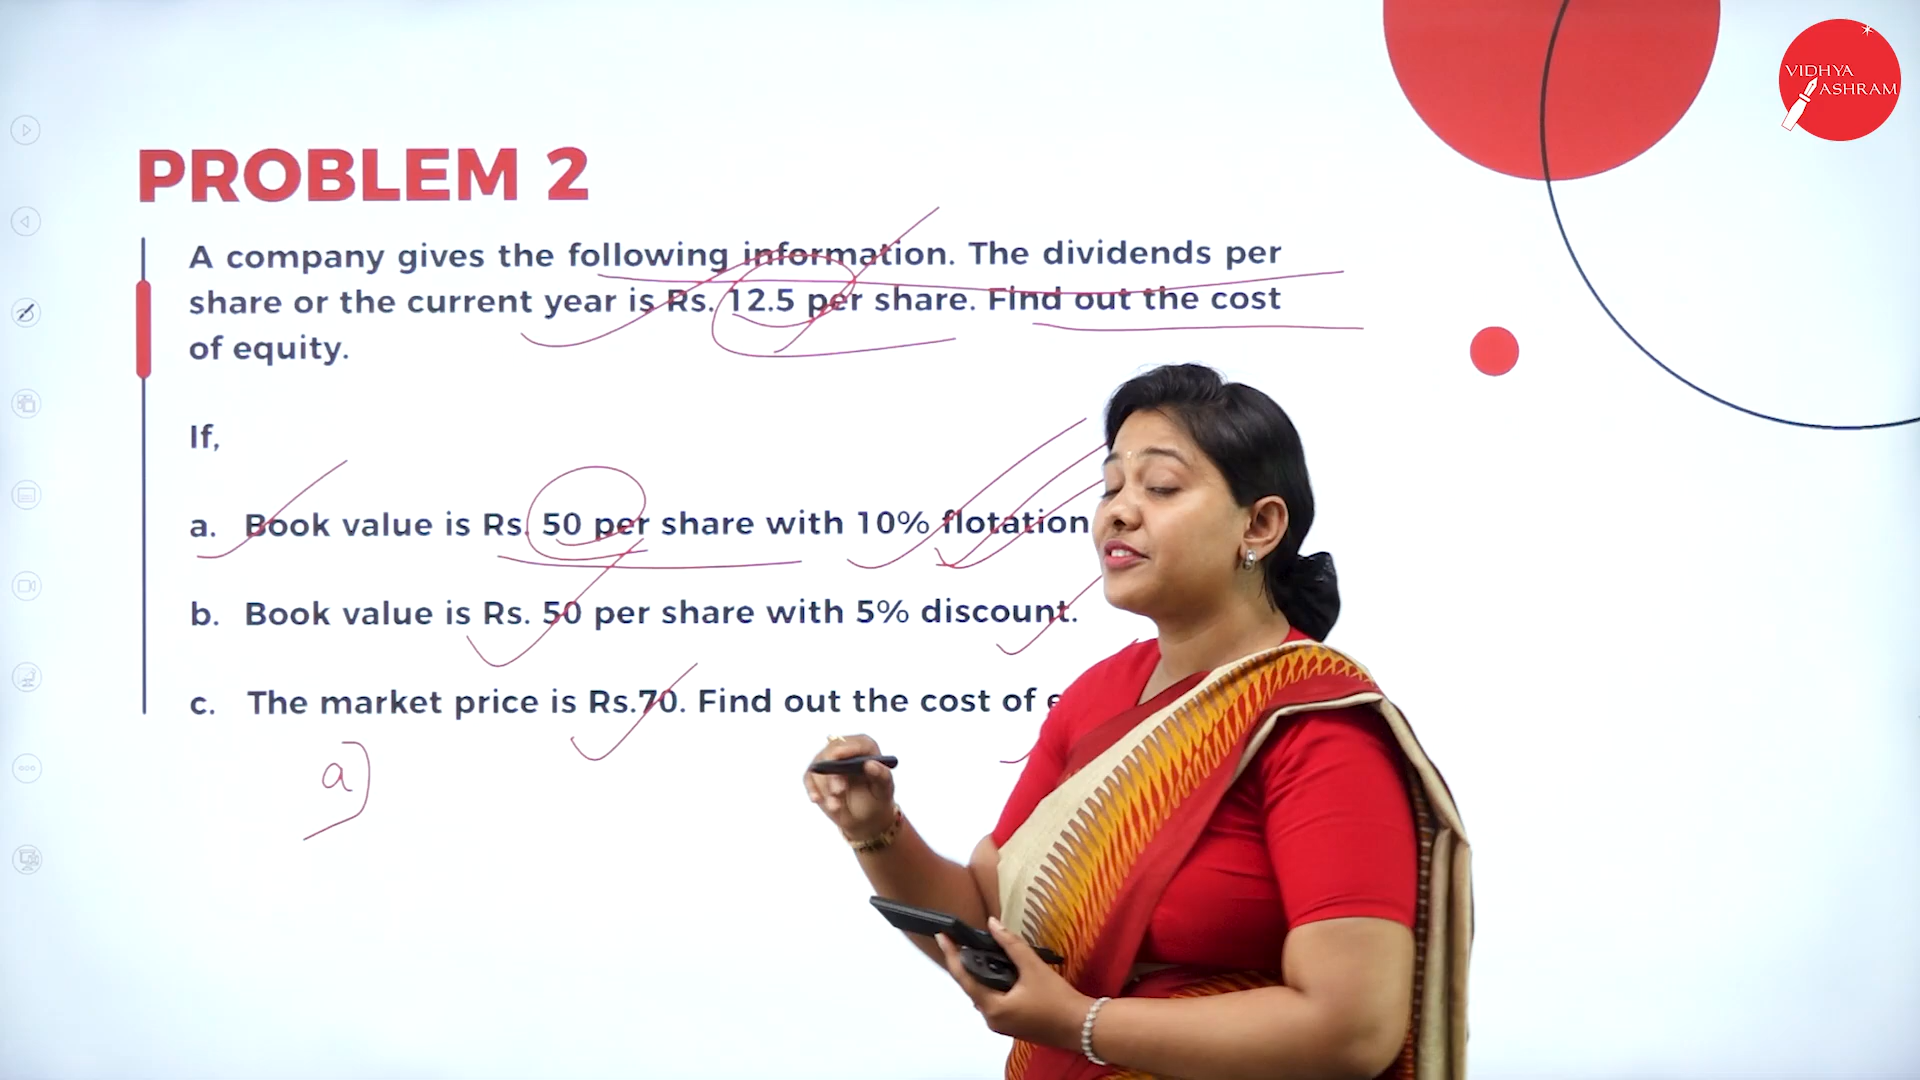 VIDHYA
ASHRAM
PROBLEM 2
A company gives the following information. The dividends per
share or the current year is Rs. 12.5 per share. Find out the cost
of equity.
If,
a. Book value is Rs. 50 per share with 10% flotation
b. Book value is Rs. 50 per share with 5% discount.
c. The market price is Rs.70. Find out the cost of
a)